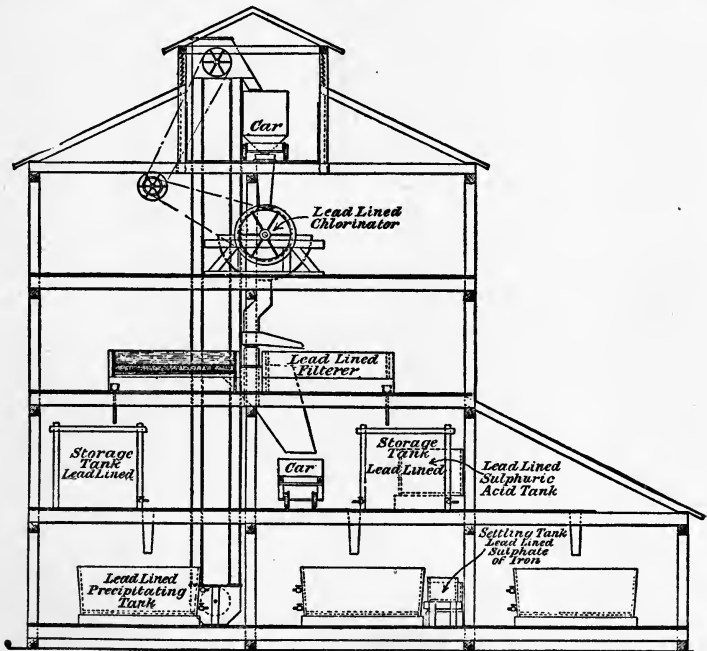 Car
Lead Lined
Chlorinator
Lead Lined
Filterer
Storage
Tank
Lead Lined
Car
Storage
Tank
Lead Lined
Lead Lined
Sulphuric
Acid Tank
Settling Tank
Lead Lined
Sulphate
of Iron
Lead Lined
Precipitating
Tank